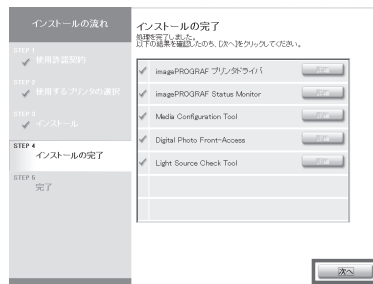 インストールの流れ
STEP 1
使用許諾契約
STEP 2
使用するプリンタの選択
STEP 3
インストール
STEP 4
インストールの完了
STEP 5
完了
インストールの完了
処理を完了しました。
以下の結果を確認したのち、[次へ]をクリックしてください。
imagePROGRAF プリンタドライバ
imagePROGRAF Status Monitor
Media Configuration Tool
Digital Photo Front-Access
Light Source Check Tool
次へ